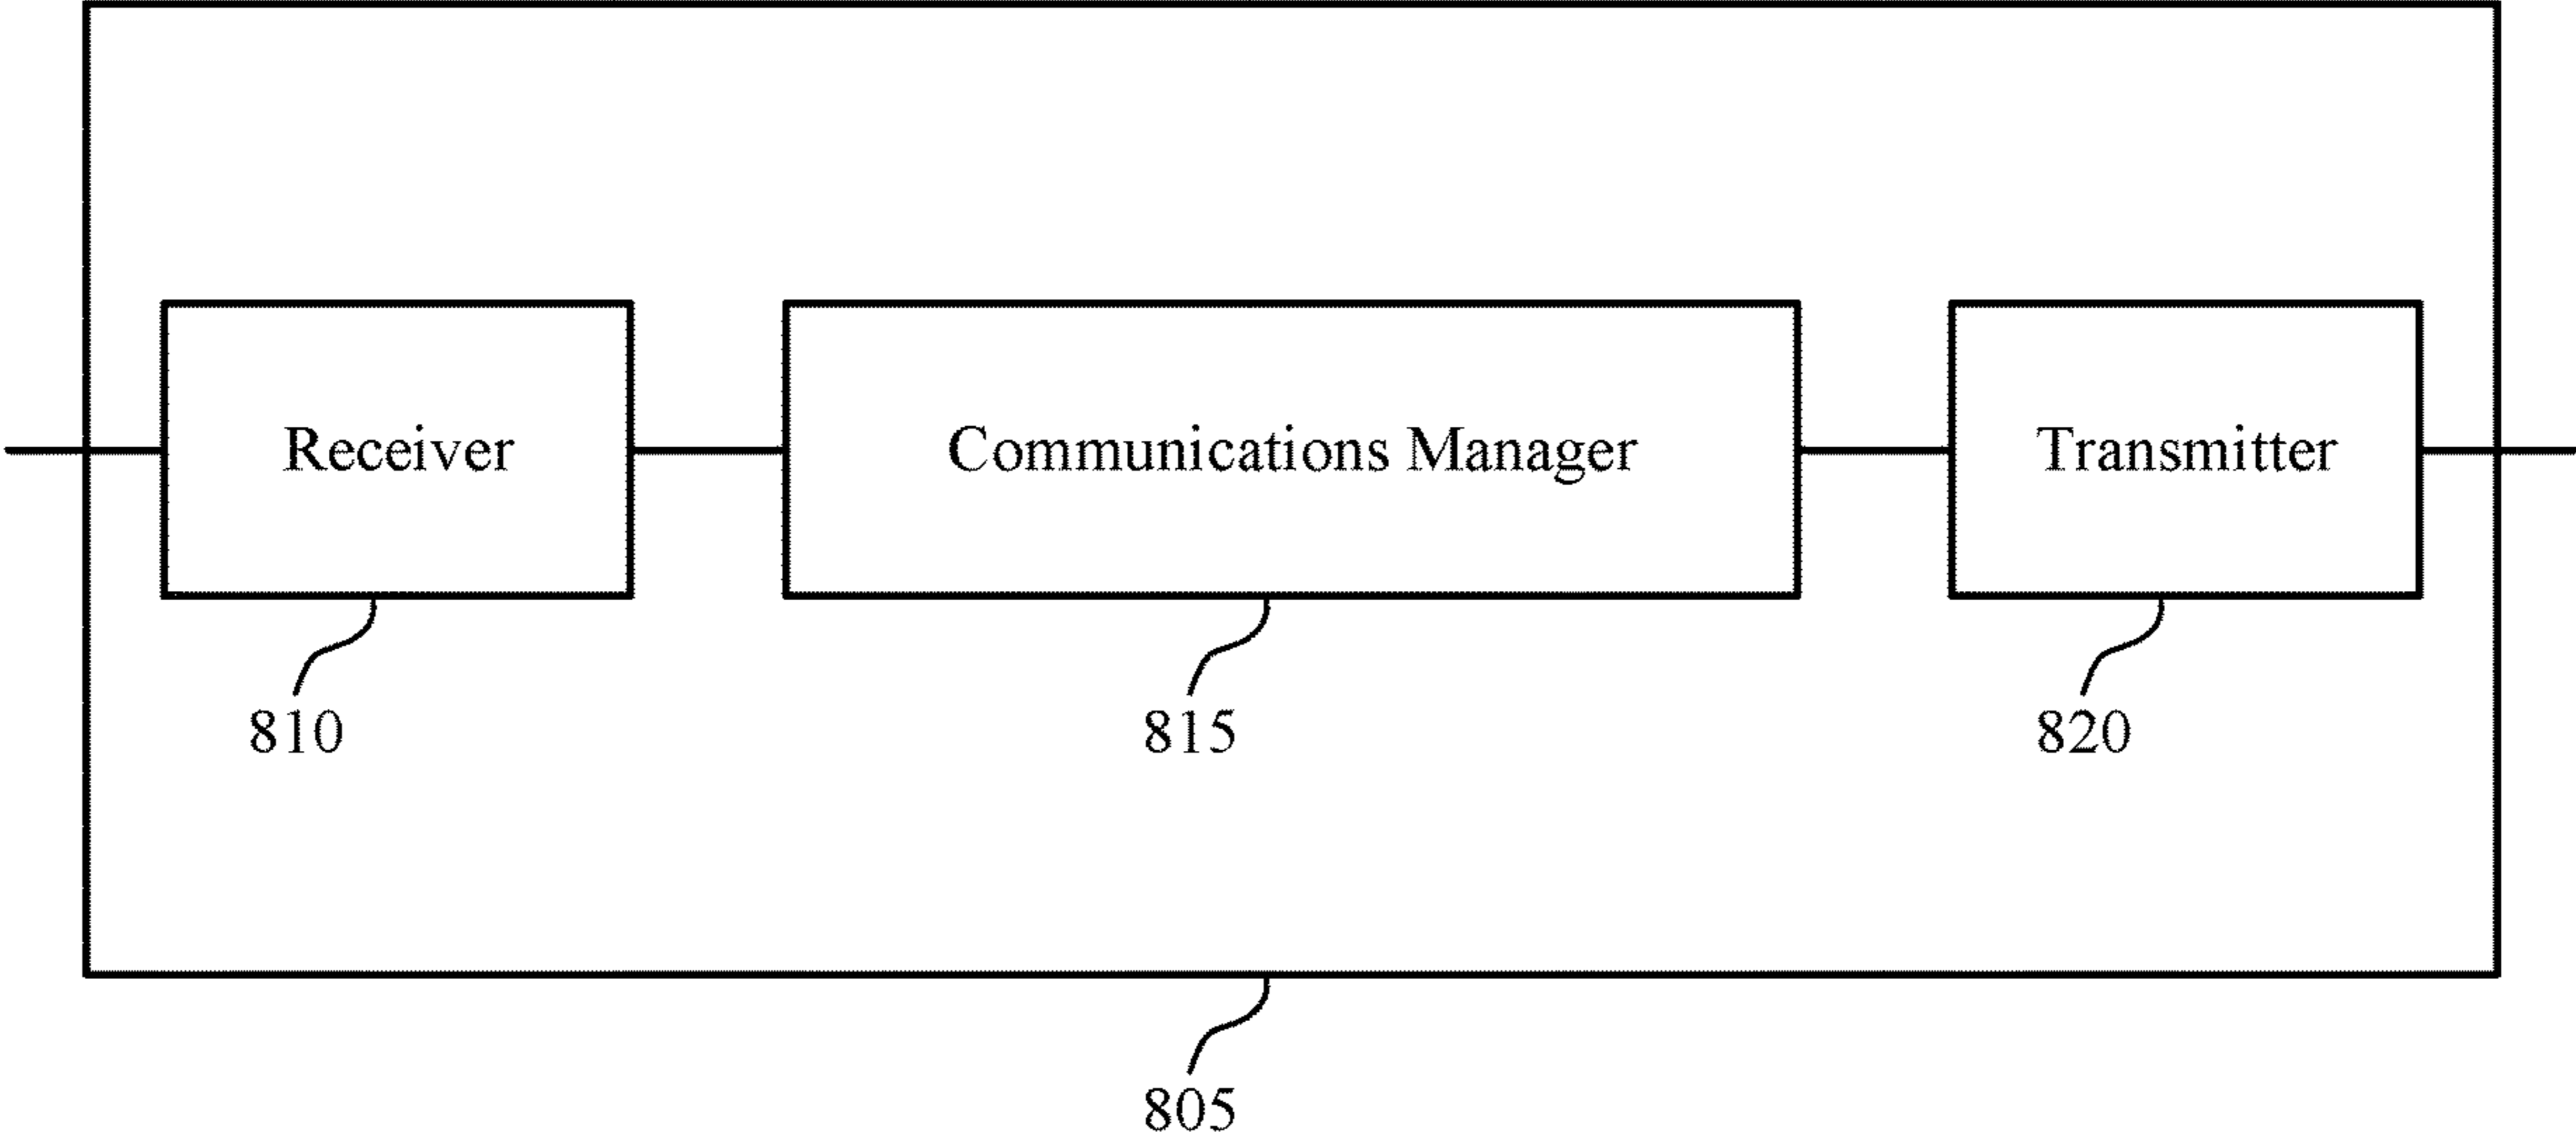 Receiver
Communications Manager
Transmitter
810
815
820
805